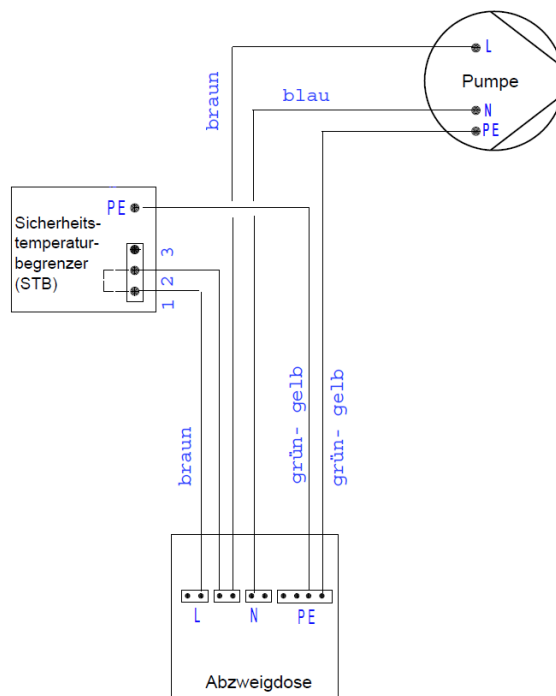 L
Pumpe
N
PE
braun
blau
PE
Sicherheits-
temperatur-
begrenzer
(STB)
3
2
1
braun
grün- gelb
grün- gelb
L
N
PE
Abzweigdose